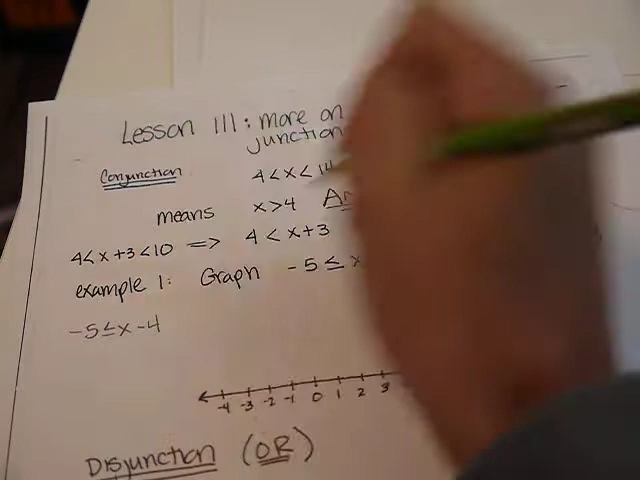 Lesson 111: more on
junction
Conjunction
4<x<14
means x>4
4<x+3<10 => 4<x+3
example 1: Graph -5≤x
-5≤x-4
-4 -3 -2 -1 0 1 2 3
Disjunction (OR)